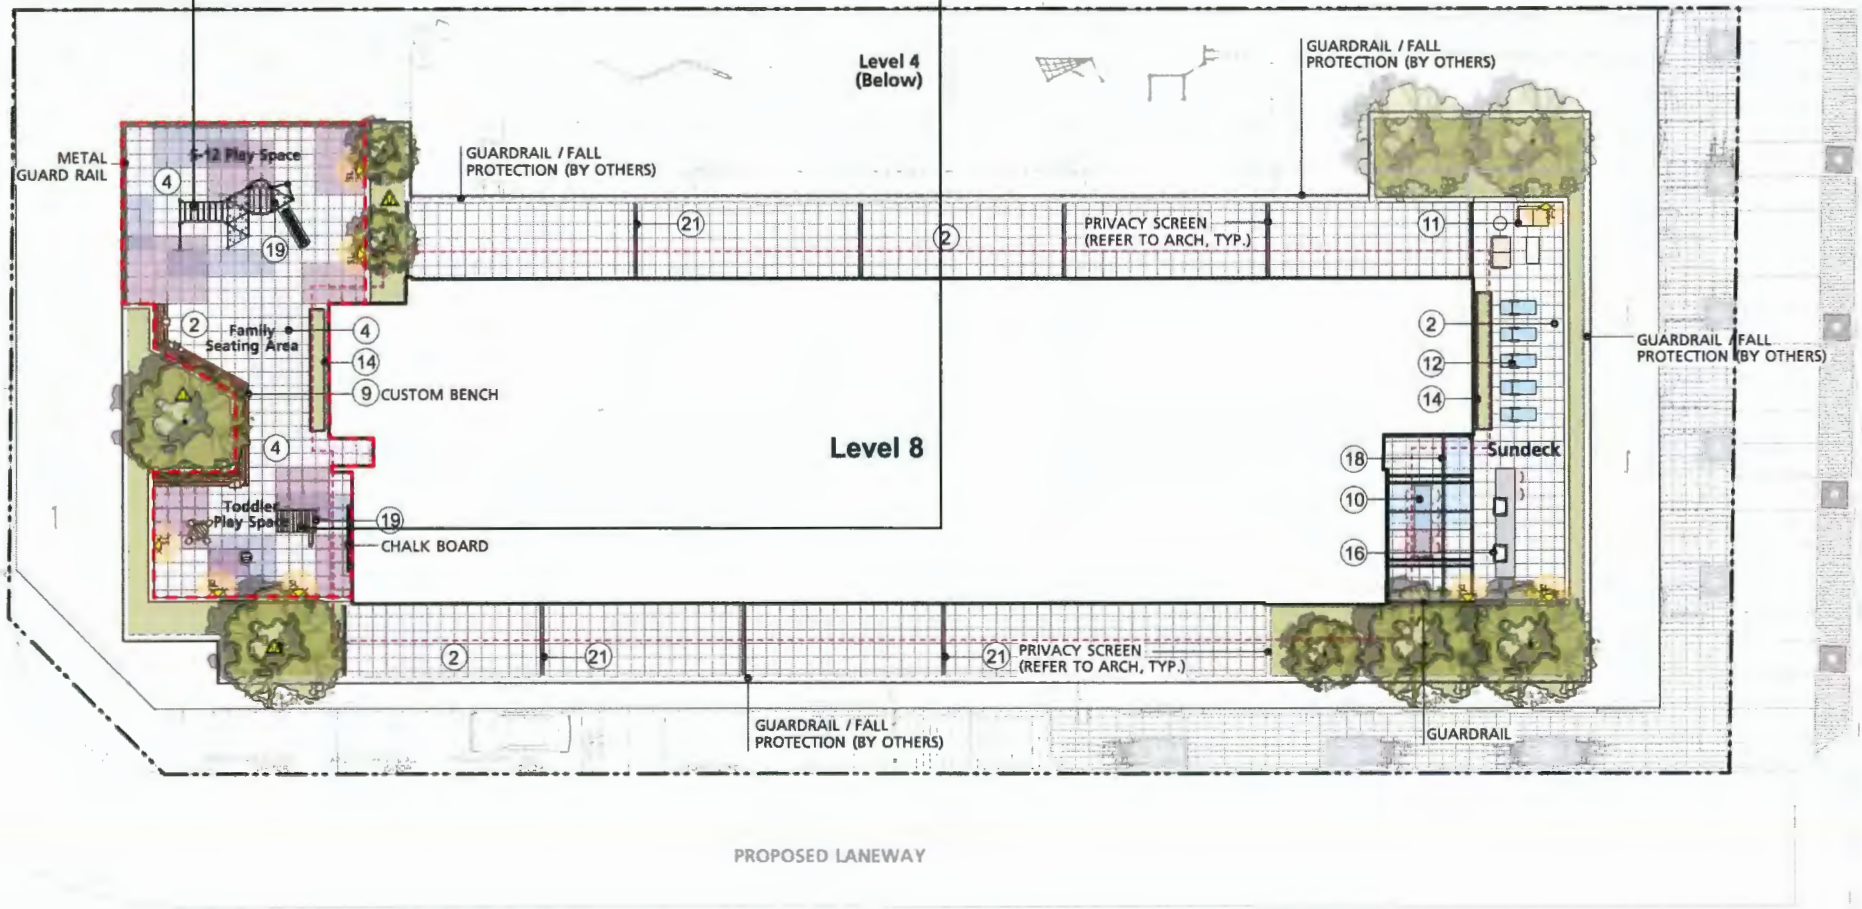 Level 4
(Below)
GUARDRAIL / FALL
PROTECTION (BY OTHERS)
METAL
GUARD RAIL
5-12 Play Space
4
19
GUARDRAIL / FALL
PROTECTION (BY OTHERS)
21
2
PRIVACY SCREEN
(REFER TO ARCH, TYP.)
11
2
Family
Seating Area
4
14
9 CUSTOM BENCH
4
Level 8
2
12
14
GUARDRAIL / FALL
PROTECTION (BY OTHERS)
Sundeck
18
10
16
Toddler
Play Space
19
CHALK BOARD
2
21
21
PRIVACY SCREEN
(REFER TO ARCH, TYP.)
GUARDRAIL / FALL
PROTECTION (BY OTHERS)
GUARDRAIL
PROPOSED LANEWAY